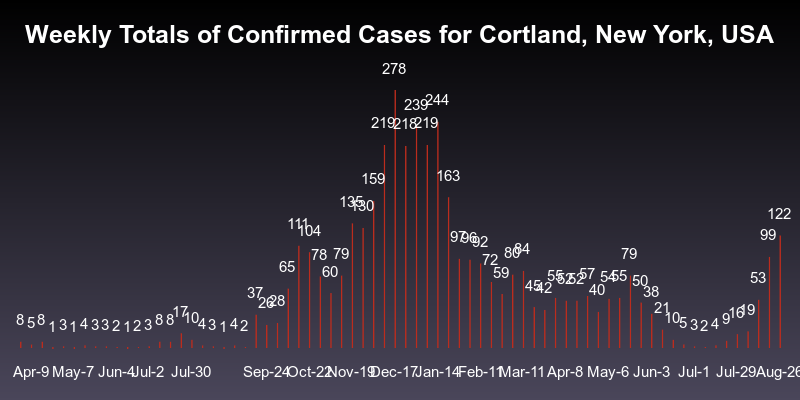 Weekly Totals of Confirmed Cases for Cortland, New York, USA
8 5 8 1 3 1 4 3 3 2 1 2 3 8 8 17 10 4 3 1 4 2 37 26 28 65 111 104 78 60 79 135 130 159 219 278 218 239 219 244 163 97 96 92 72 59 80 84 45 42 55 52 52 57 40 54 55 79 50 38 21 10 5 3 2 4 9 16 19 53 99 122
Apr-9 May-7 Jun-4 Jul-2 Jul-30 Sep-24 Oct-22 Nov-19 Dec-17 Jan-14 Feb-11 Mar-11 Apr-8 May-6 Jun-3 Jul-1 Jul-29 Aug-26